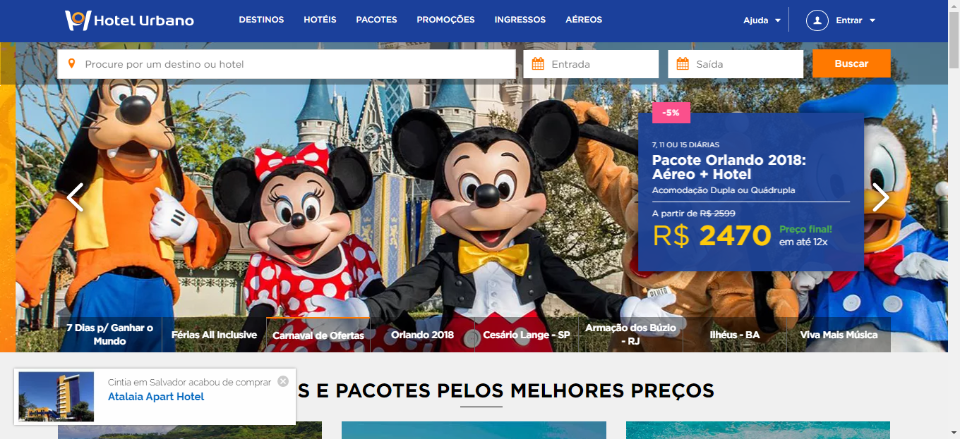 Hotel Urbano
DESTINOS HOTÉIS PACOTES PROMOÇÕES INGRESSOS AÉREOS
Ajuda Entrar
Procure por um destino ou hotel
Entrada
Saída
Buscar
-5%
7, 11 OU 15 DIÁRIAS
Pacote Orlando 2018:
Aéreo + Hotel
Acomodação Dupla ou Quádrupla
A partir de R$ 2599
R$ 2470
Preço final!
em até 12x
7 Dias p/ Ganhar o
Mundo
Férias All Inclusive
Carnaval de Ofertas
Orlando 2018
Cesário Lange - SP
Armação dos Búzio
- RJ
Ilhéus - BA
Viva Mais Música
Cintia em Salvador acabou de comprar
Atalaia Apart Hotel
S E PACOTES PELOS MELHORES PREÇOS